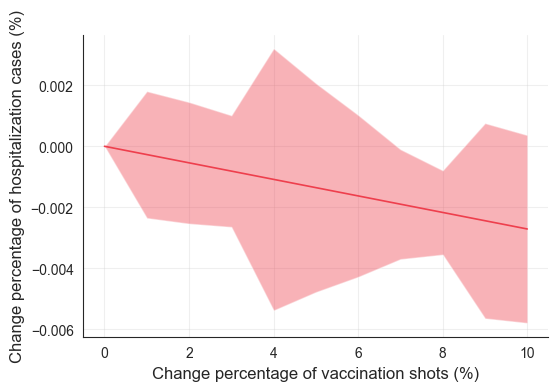 Change percentage of hospitalization cases (%)
0.002
0.000
−0.002
−0.004
−0.006
0 2 4 6 8 10
Change percentage of vaccination shots (%)